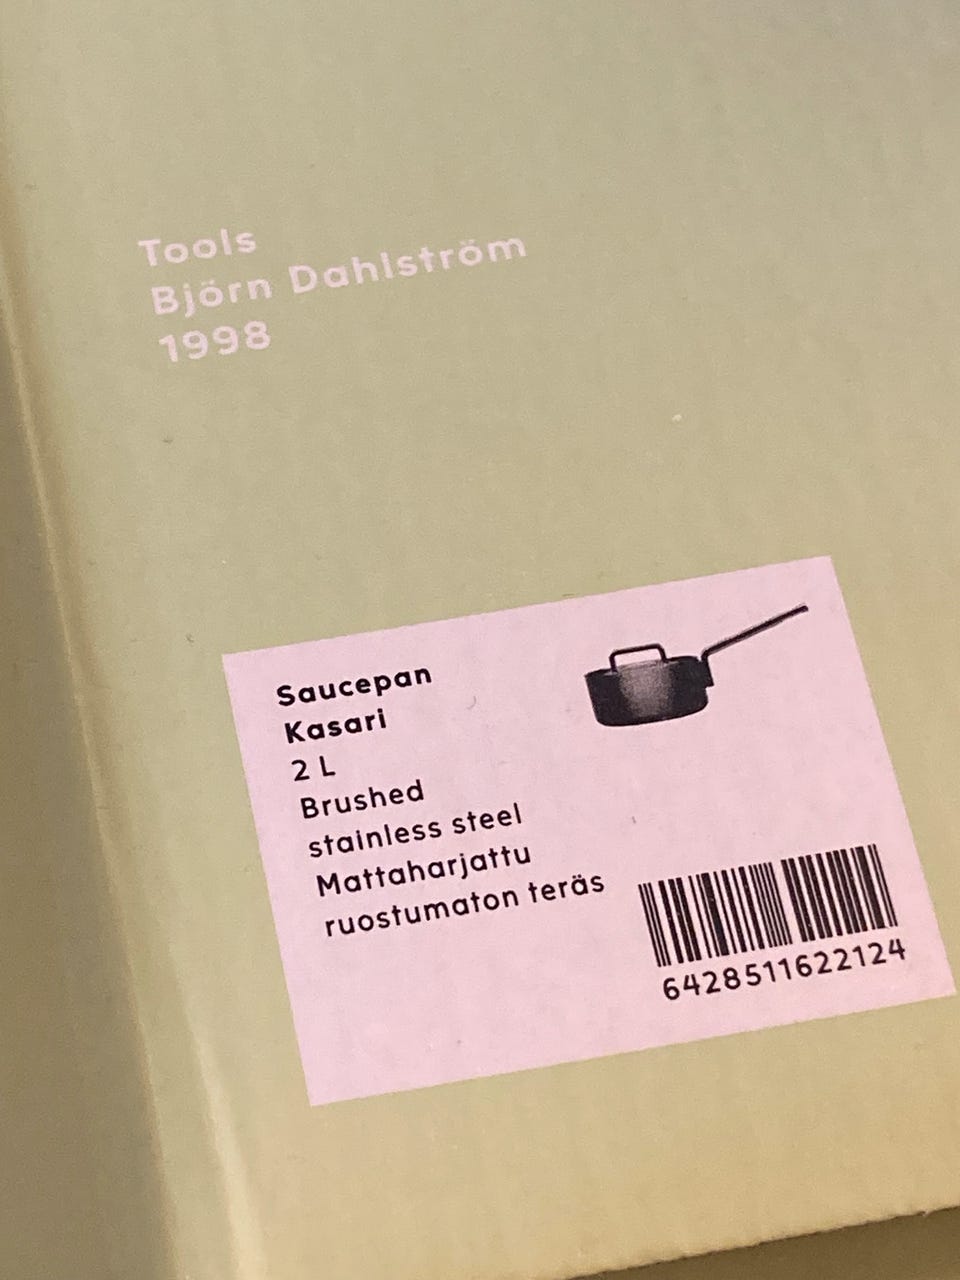 Tools
Björn Dahlström
1998
Saucepan
Kasari
2 L
Brushed
stainless steel
Mattaharjattu
ruostumaton teräs
6428511622124